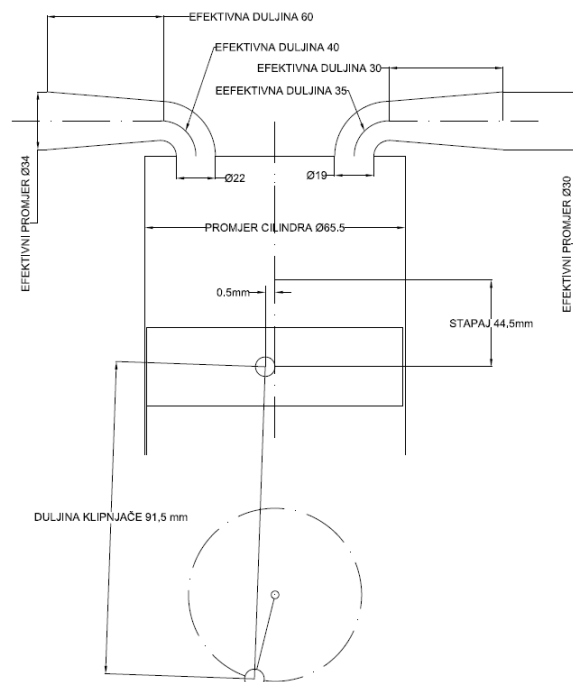 EFEKTIVNA DULJINA 60
EFEKTIVNA DULJINA 40
EFEKTIVNA DULJINA 30
EEFEKTIVNA DULJINA 35
EFEKTIVNI PROMJER Ø34
Ø22
Ø19
EFEKTIVNI PROMJER Ø30
PROMJER CILINDRA Ø65.5
0.5mm
STAPAJ 44,5mm
DULJINA KLIPNJAČE 91,5 mm